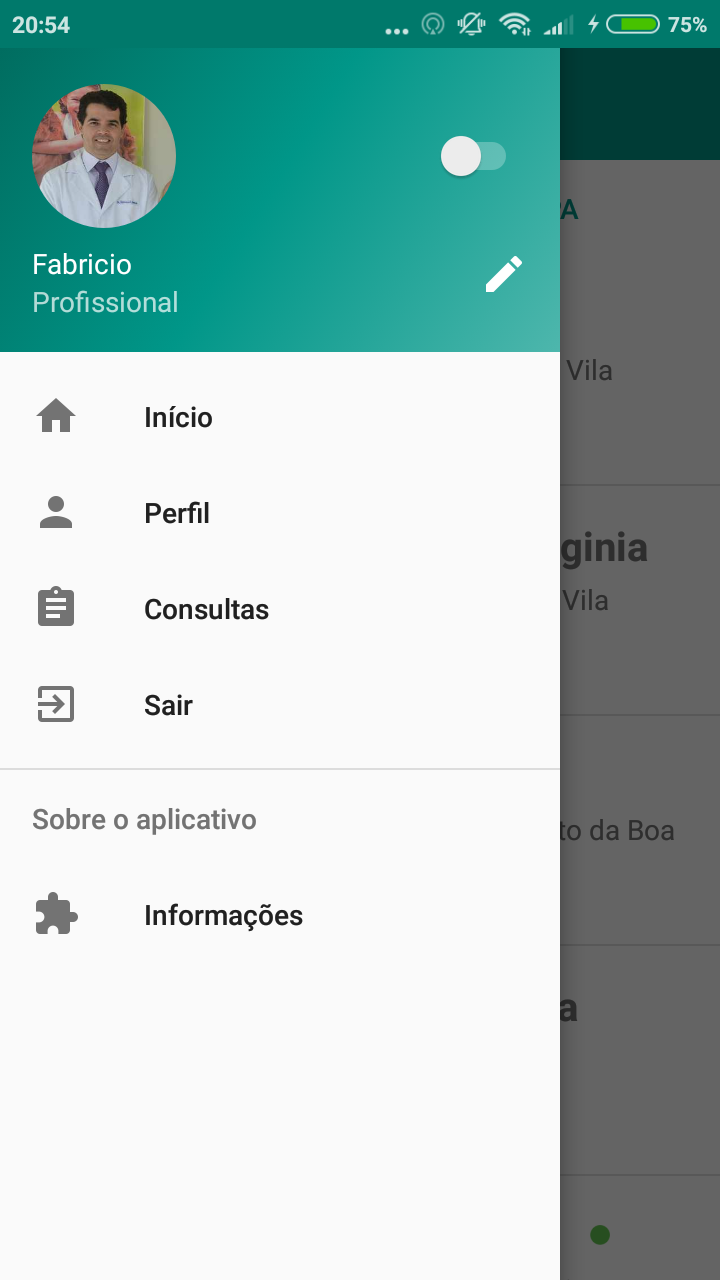 20:54
75%
Fabricio
Profissional
Início
Perfil
Consultas
Sair
Sobre o aplicativo
Informações
Vila
ginia
Vila
to da Boa
a